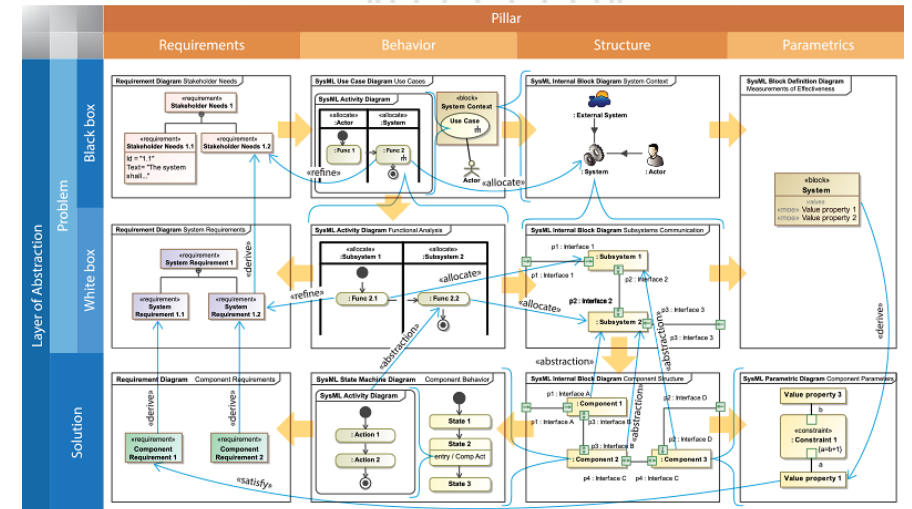 Pillar
Requirements
Behavior
Structure
Parametrics
Layer of Abstraction
Problem
Black box
White box
Solution
Requirement Diagram Stakeholder Needs
«requirement»
Stakeholder Needs 1
«requirement»
Stakeholder Needs 1.1
Id = "1.1"
Text= "The system
shall..."
«requirement»
Stakeholder Needs 1.2
SysML Use Case Diagram Use Cases
SysML Activity Diagram
«allocate»
:Actor
«allocate»
:System
: Func 1
: Func 2
«block»
System Context
Use Case
Actor
«refine»
«allocate»
SysML Internal Block Diagram System Context
: External System
: System
: Actor
SysML Block Definition Diagram
Measurements of Effectiveness
«block»
System
values
«moe» Value property 1
«moe» Value property 2
Requirement Diagram System Requirements
«requirement»
System Requirement 1
«requirement»
System
Requirement 1.1
«requirement»
System
Requirement 1.2
«derive»
SysML Activity Diagram Functional Analysis
«allocate»
:Subsystem 1
«allocate»
:Subsystem 2
: Func 2.1
: Func 2.2
«refine»
«allocate»
«allocate»
SysML Internal Block Diagram Subsystems Communication
p1 : Interface 1
: Subsystem 1
p1 : Interface 1
p2 : Interface 2
p2 : Interface 2
p3 : Interface 3
: Subsystem 2
p3 : Interface 3
«derive»
«abstraction»
«abstraction»
«abstraction»
«abstraction»
Requirement Diagram Component Requirements
«derive»
«derive»
«requirement»
Component
Requirement 1
«requirement»
Component
Requirement 2
«satisfy»
SysML State Machine Diagram Component Behavior
SysML Activity Diagram
: Action 1
: Action 2
State 1
State 2
entry / Comp Act
State 3
SysML Internal Block Diagram Component Structure
p1 : Interface A
: Component 1
p2 : Interface D
p1 : Interface A
p3 : Interface B
p2 : Interface D
p3 : Interface B
: Component 2
: Component 3
p4 : Interface C
p4 : Interface C
SysML Parametric Diagram Component Parameters
Value property 3
b
«constraint»
: Constraint 1
{a=b+1}
a
Value property 1